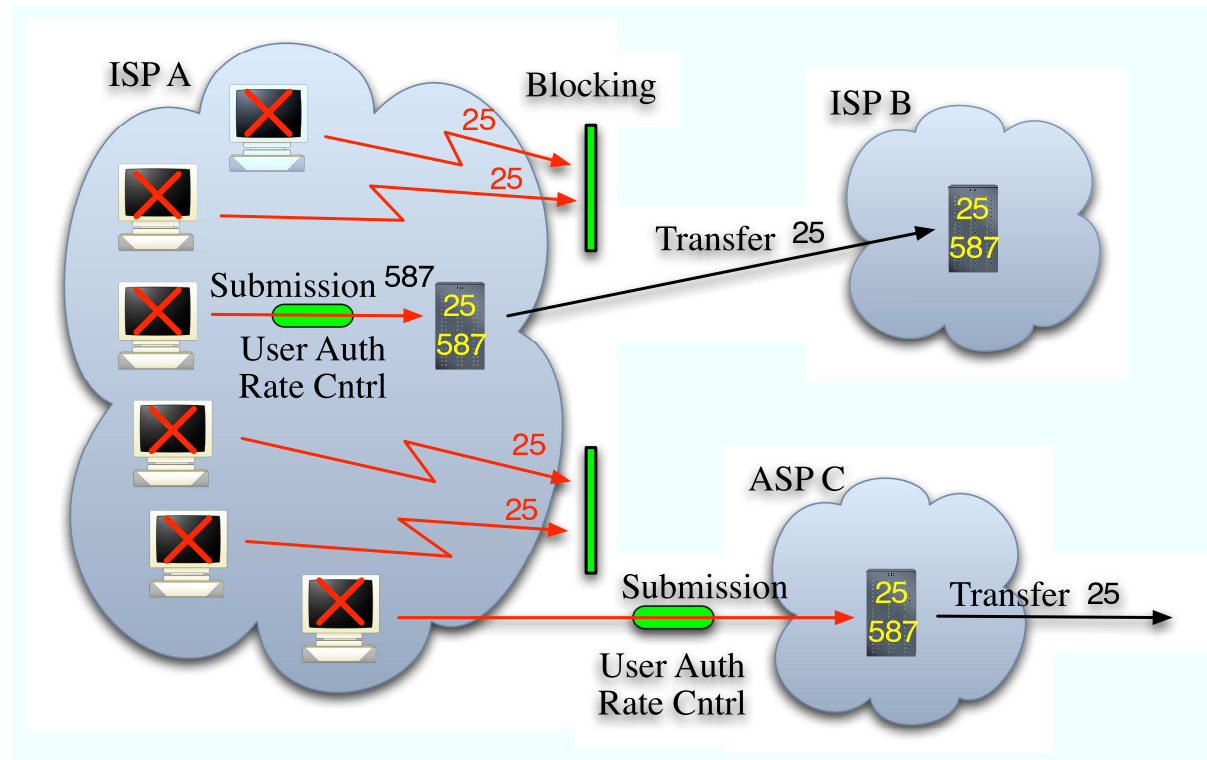 ISP A
Blocking
ISP B
25
25
25
587
Transfer 25
Submission 587
25
587
User Auth
Rate Cntrl
25
25
ASP C
Submission
25
587
Transfer 25
User Auth
Rate Cntrl